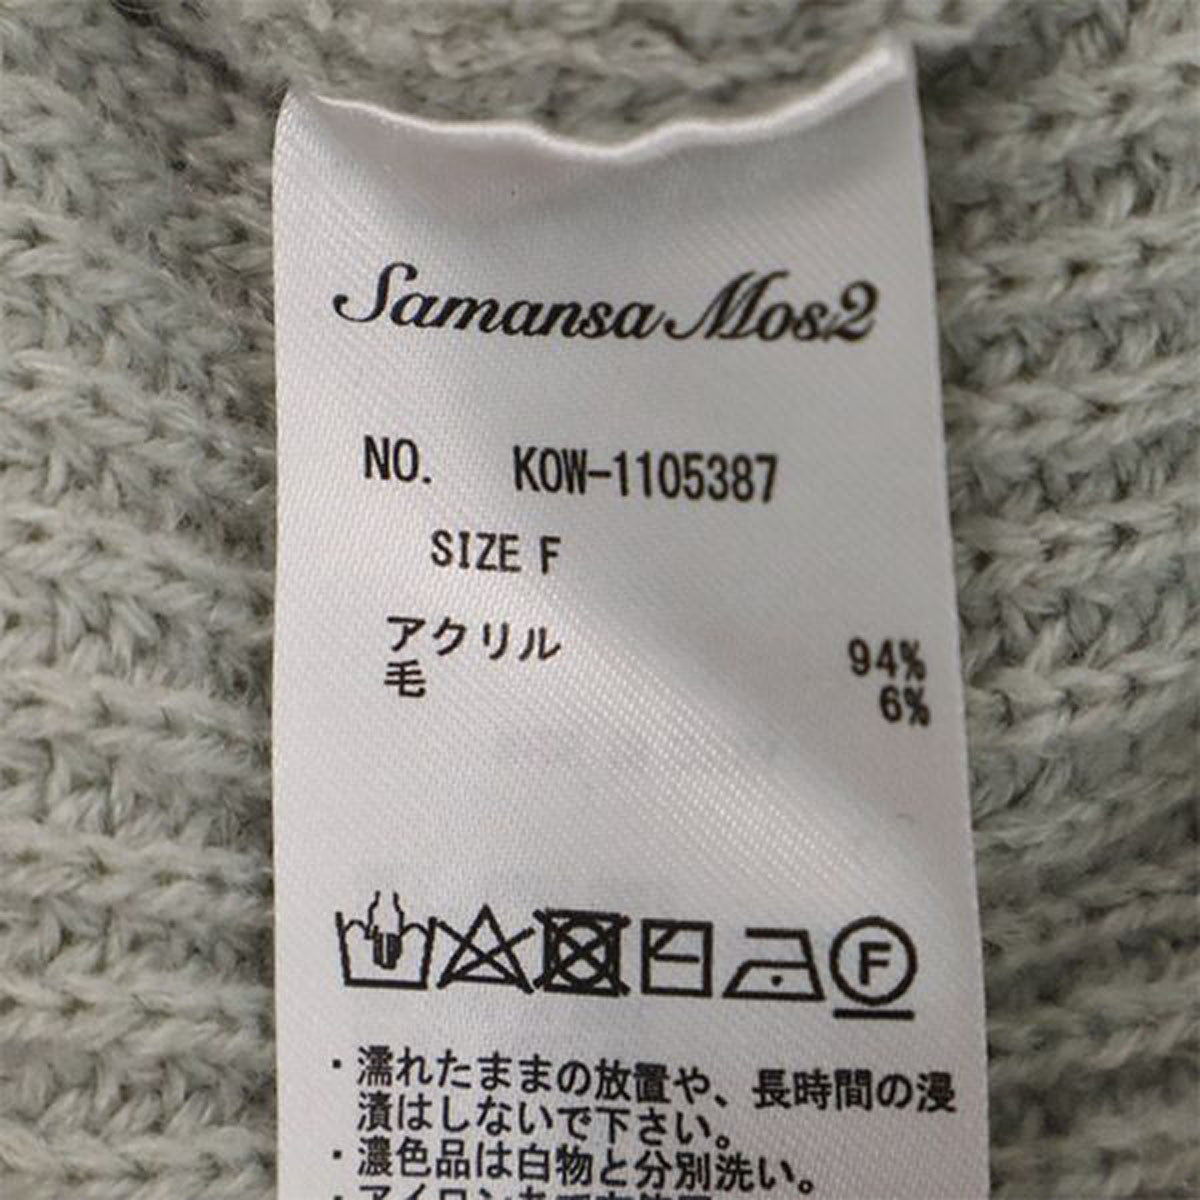 Samansa Mos2
NO. KOW-1105387
SIZE F
アクリル 94%
毛 6%
F
・濡れたままの放置や、長時間の浸
漬はしないで下さい。
・濃色品は白物と分別洗い。